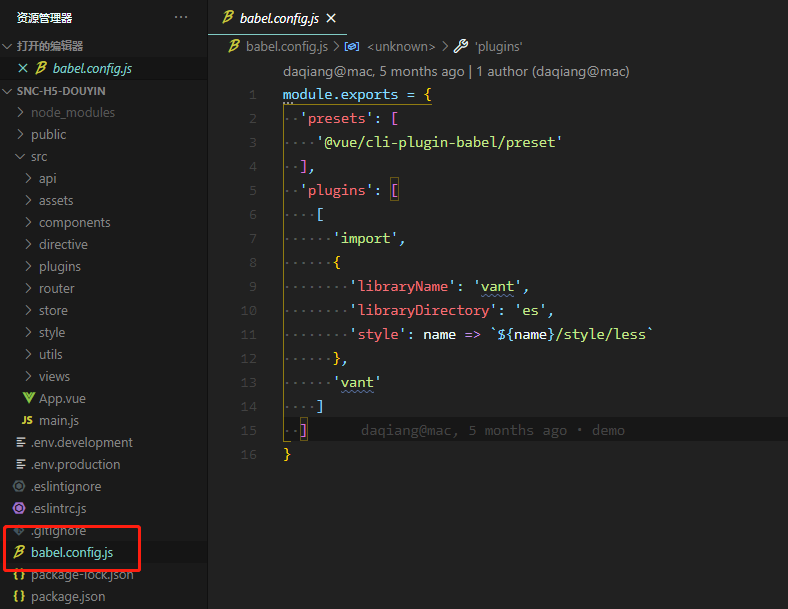 资源管理器 ···
打开的编辑器
babel.config.js
SNC-H5-DOUYIN
node_modules
public
src
api
assets
components
directive
plugins
router
store
style
utils
views
App.vue
JS main.js
.env.development
.env.production
.eslintignore
.eslintrc.js
.gitignore
babel.config.js
package-lock.json
package.json
babel.config.js
babel.config.js > <unknown> > 'plugins'
daqiang@mac, 5 months ago | 1 author (daqiang@mac)
1 module.exports = {
2 ··'presets': [
3 ····'@vue/cli-plugin-babel/preset'
4 ··],
5 ··'plugins': [
6 ····[
7 ······'import',
8 ······{
9 ········'libraryName': 'vant',
10 ········'libraryDirectory': 'es',
11 ········'style': name => `${name}/style/less`
12 ······},
13 ······'vant'
14 ····]
15 ··] daqiang@mac, 5 months ago • demo
16 }